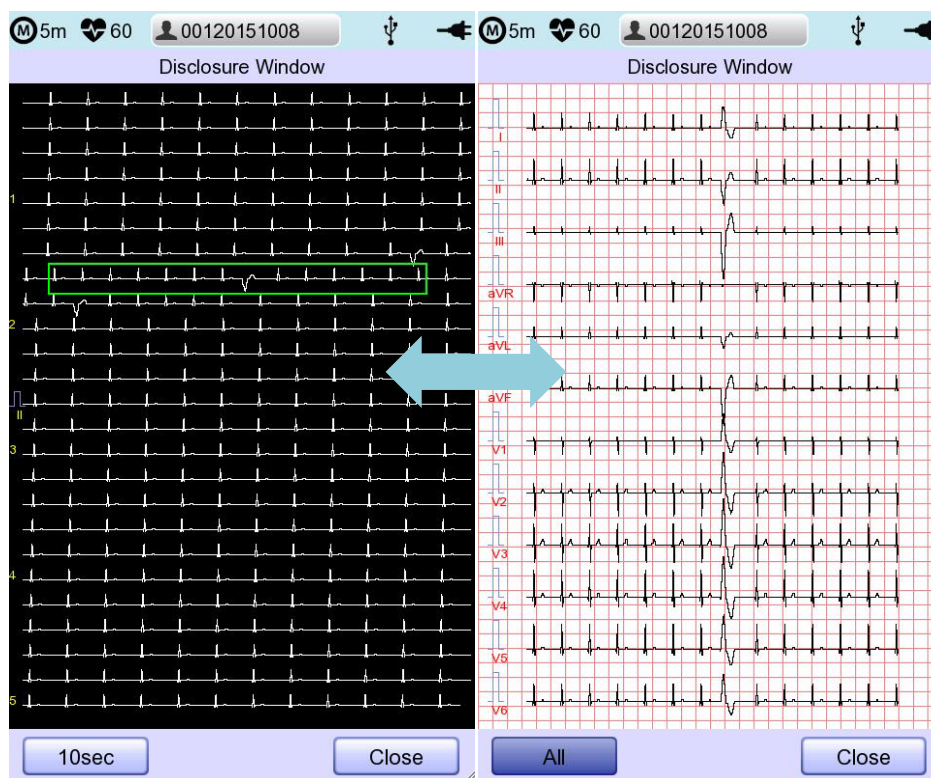 M 5m 60 00120151008
Disclosure Window
1
2
II
3
4
5
10sec Close
M 5m 60 00120151008
Disclosure Window
I
II
III
aVR
aVL
aVF
V1
V2
V3
V4
V5
V6
All Close